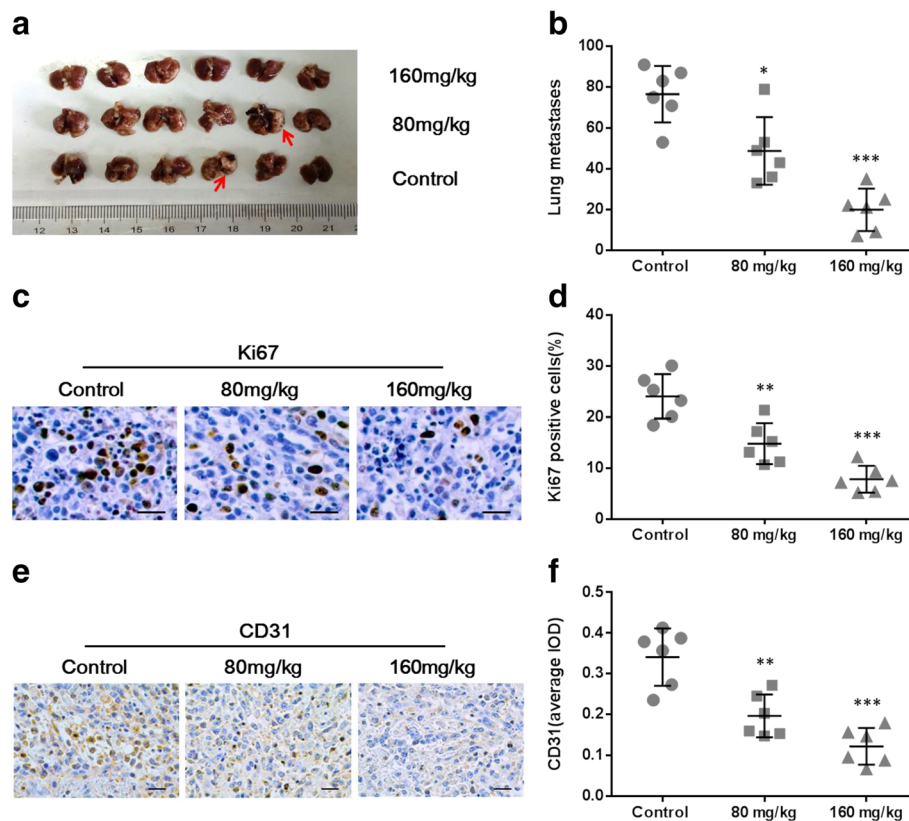 a
160mg/kg
80mg/kg
Control
12 13 14 15 16 17 18 19 20 21
b
Lung metastases
100
80
60
40
20
0
*
***
Control 80 mg/kg 160 mg/kg
c
Ki67
Control 80mg/kg 160mg/kg
d
Ki67 positive cells(%)
40
30
20
10
0
**
***
Control 80 mg/kg 160 mg/kg
e
CD31
Control 80mg/kg 160mg/kg
f
CD31(average IOD)
0.5
0.4
0.3
0.2
0.1
0.0
**
***
Control 80 mg/kg 160 mg/kg